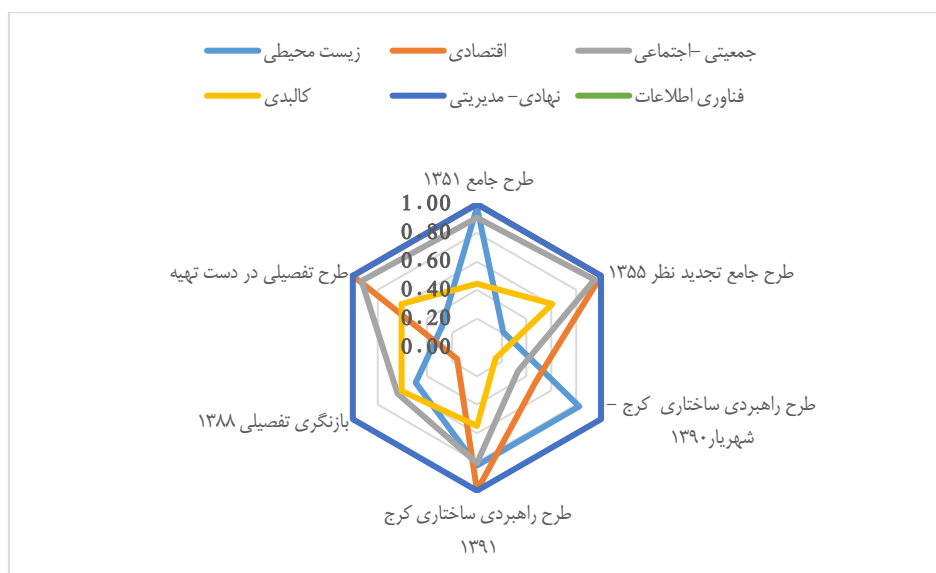 زیست محیطی
اقتصادی
جمعیتی –اجتماعی
کالبدی
نهادی– مدیریتی
فناوری اطلاعات
طرح جامع ۱۳۵۱
1.00
0.80
0.60
0.40
0.20
0.00
طرح جامع تجدید نظر ۱۳۵۵
طرح راهبردی ساختاری کرج –
شهریار۱۳۹۰
طرح راهبردی ساختاری کرج
۱۳۹۱
بازنگری تفصیلی ۱۳۸۸
طرح تفصیلی در دست تهیه